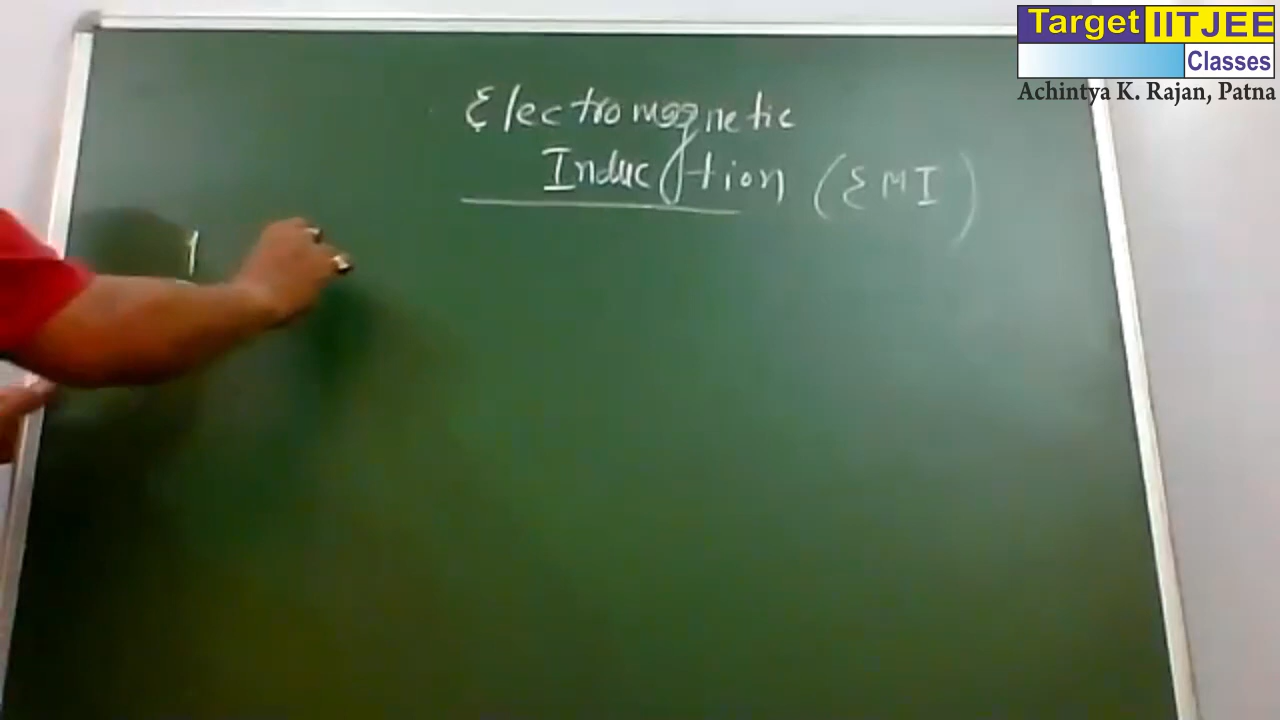 Target IITJEE
Classes
Achintya K. Rajan, Patna
Electromagnetic
Induction (EMI)